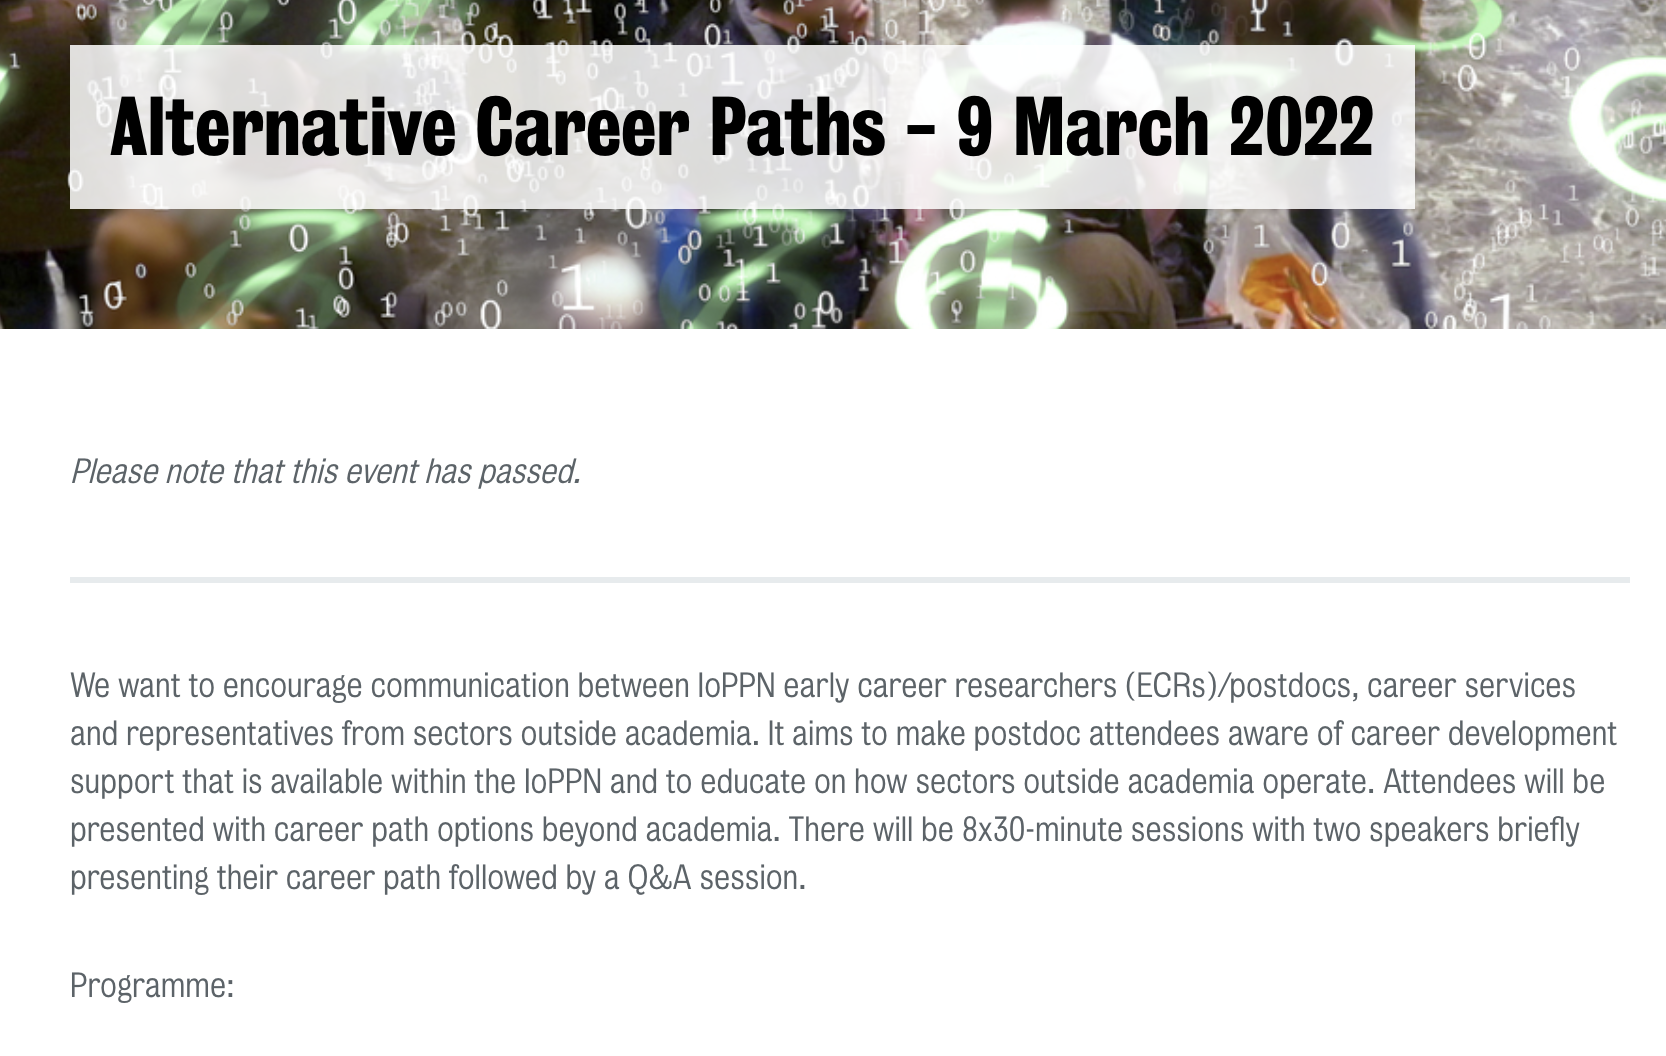 Alternative Career Paths – 9 March 2022
Please note that this event has passed.
We want to encourage communication between IoPPN early career researchers (ECRs)/postdocs, career services
and representatives from sectors outside academia. It aims to make postdoc attendees aware of career development
support that is available within the IoPPN and to educate on how sectors outside academia operate. Attendees will be
presented with career path options beyond academia. There will be 8x30-minute sessions with two speakers briefly
presenting their career path followed by a Q&A session.
Programme: